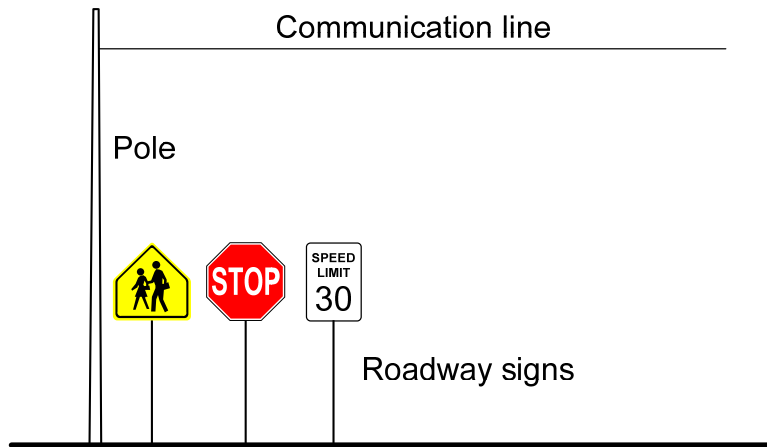 Communication line
Pole
STOP
SPEED
LIMIT
30
Roadway signs